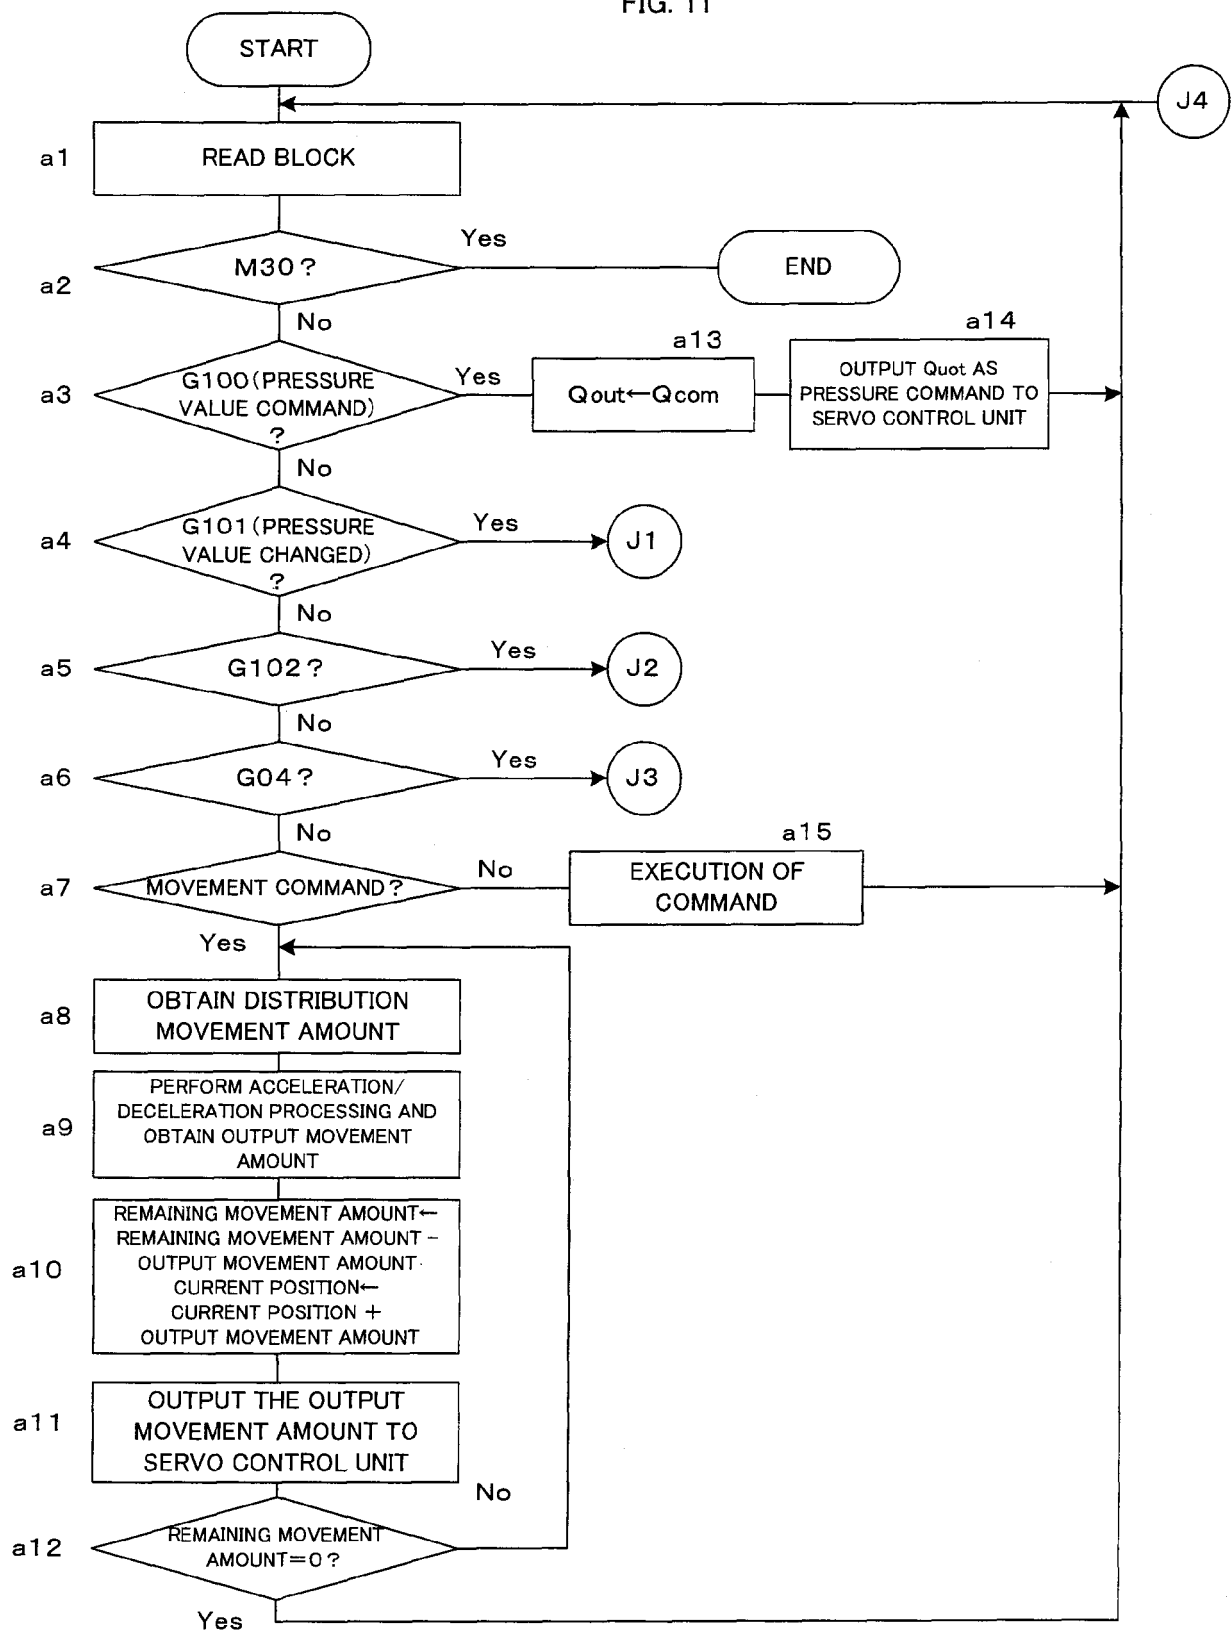 FIG. 11
START
J4
a1
READ BLOCK
a2
M30?
Yes
END
No
a3
G100(PRESSURE
VALUE COMMAND)
?
Yes
a13
Qout←Qcom
a14
OUTPUT Quot AS
PRESSURE COMMAND TO
SERVO CONTROL UNIT
No
a4
G101(PRESSURE
VALUE CHANGED)
?
Yes
J1
No
a5
G102?
Yes
J2
No
a6
G04?
Yes
J3
No
a7
MOVEMENT COMMAND?
No
a15
EXECUTION OF
COMMAND
Yes
a8
OBTAIN DISTRIBUTION
MOVEMENT AMOUNT
a9
PERFORM ACCELERATION/
DECELERATION PROCESSING AND
OBTAIN OUTPUT MOVEMENT
AMOUNT
a10
REMAINING MOVEMENT AMOUNT←
REMAINING MOVEMENT AMOUNT－
OUTPUT MOVEMENT AMOUNT
CURRENT POSITION←
CURRENT POSITION ＋
OUTPUT MOVEMENT AMOUNT
a11
OUTPUT THE OUTPUT
MOVEMENT AMOUNT TO
SERVO CONTROL UNIT
No
a12
REMAINING MOVEMENT
AMOUNT=0?
Yes